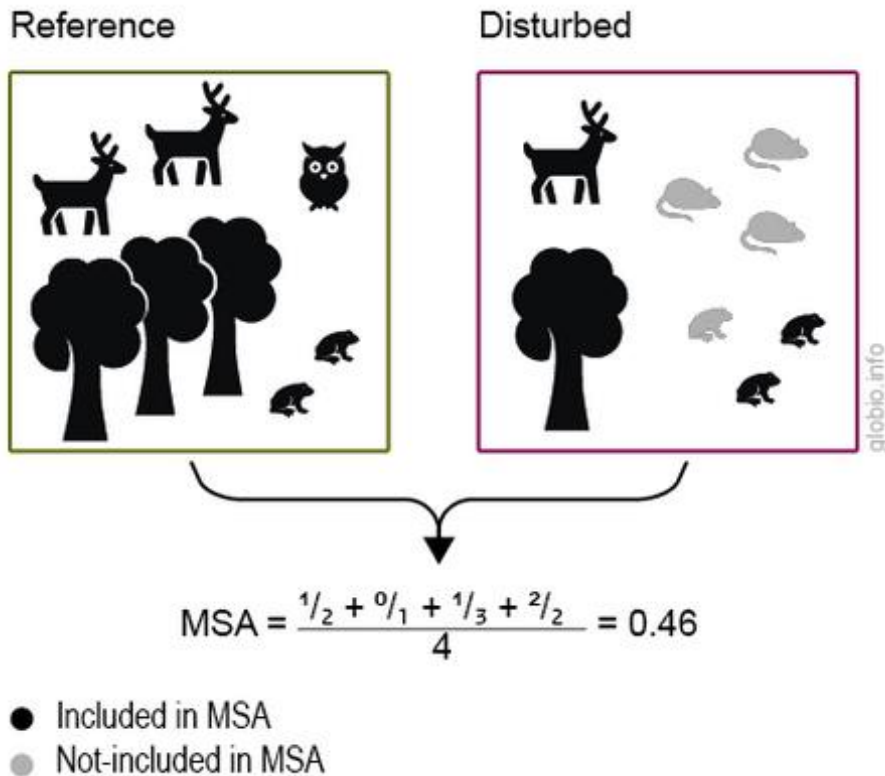 Reference
Disturbed
globio.info
MSA = ¹/₂ + ⁰/₁ + ¹/₃ + ²/₂ / 4 = 0.46
Included in MSA
Not-included in MSA